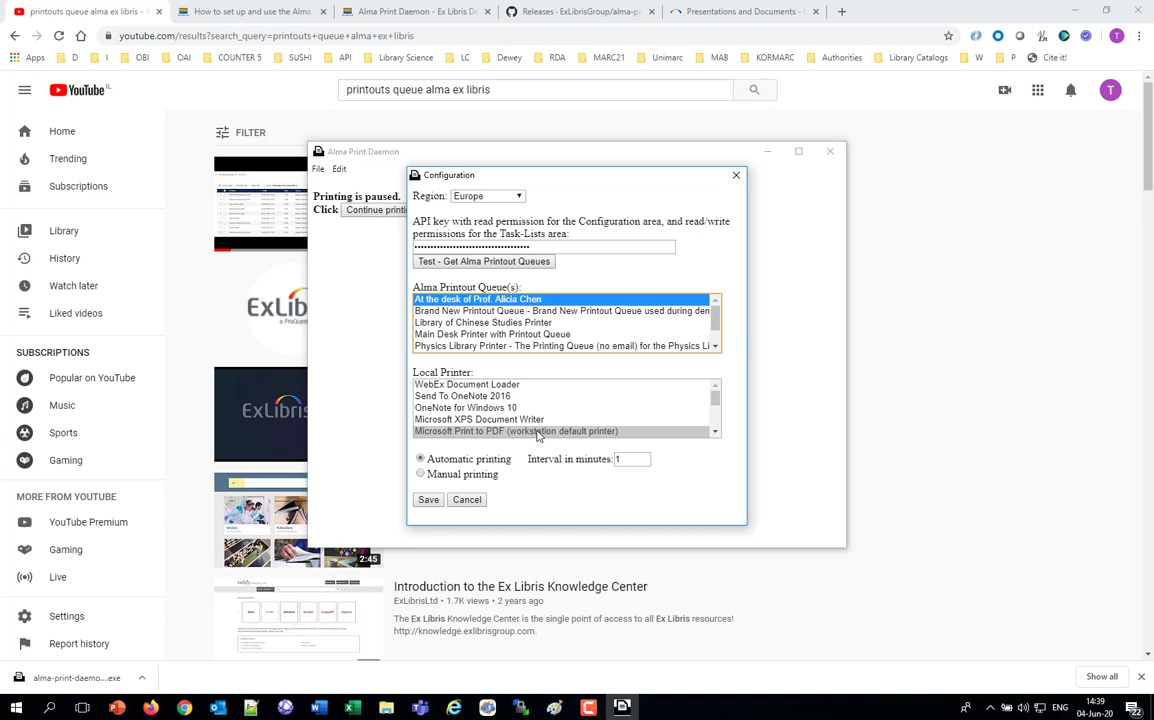 printouts queue alma ex libris - Y
How to set up and use the Alma
Alma Print Daemon - Ex Libris De
Releases - ExLibrisGroup/alma-p
Presentations and Documents - U
youtube.com/results?search_query=printouts+queue+alma+ex+libris
Apps D I OBI OAI COUNTER 5 SUSHI API Library Science LC Dewey RDA MARC21 Unimarc MAB KORMARC Authorities Library Catalogs W P Cite it!
YouTube IL
printouts queue alma ex libris
T
Home
Trending
Subscriptions
Library
History
Watch later
Liked videos
SUBSCRIPTIONS
Popular on YouTube
Music
Sports
Gaming
MORE FROM YOUTUBE
YouTube Premium
Gaming
Live
Settings
Report history
FILTER
ExLi
a ProQuest
ExLibris
2:45
Alma Print Daemon
File Edit
Printing is paused.
Click Continue printi
Configuration
Region: Europe
API key with read permission for the Configuration area, and read/write
permissions for the Task-Lists area:
Test - Get Alma Printout Queues
Alma Printout Queue(s):
At the desk of Prof. Alicia Chen
Brand New Printout Queue - Brand New Printout Queue used during den
Library of Chinese Studies Printer
Main Desk Printer with Printout Queue
Physics Library Printer - The Printing Queue (no email) for the Physics Li
Local Printer:
WebEx Document Loader
Send To OneNote 2016
OneNote for Windows 10
Microsoft XPS Document Writer
Microsoft Print to PDF (workstation default printer)
Automatic printing Interval in minutes: 1
Manual printing
Save Cancel
Introduction to the Ex Libris Knowledge Center
ExLibrisLtd • 1.7K views • 2 years ago
The Ex Libris Knowledge Center is the single point of access to all Ex Libris resources!
http://knowledge.exlibrisgroup.com.
alma-print-daemo....exe
Show all
ENG
14:39
04-Jun-20
22